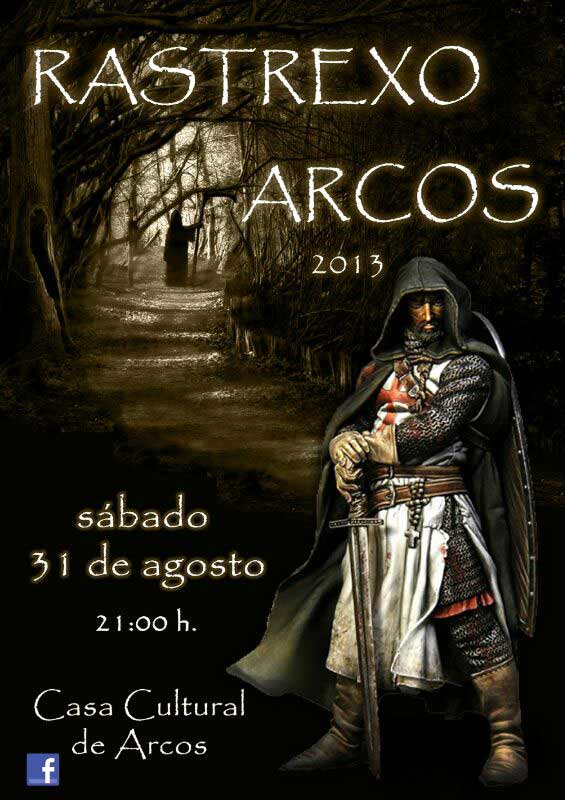 RASTREXO
ARCOS
2013
sábado
31 de agosto
21:00 h.
Casa Cultural
de Arcos
f